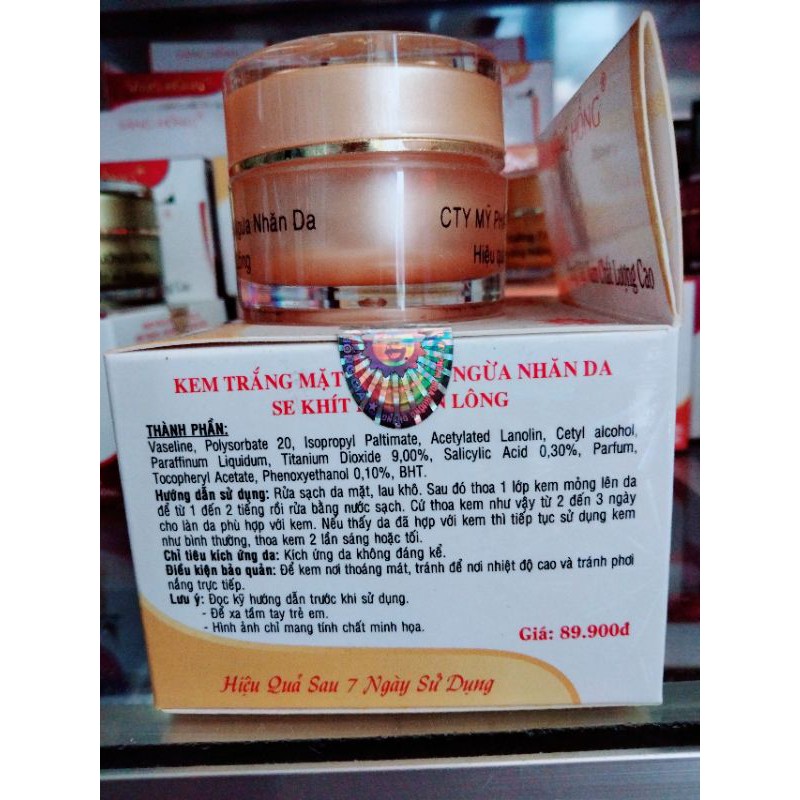 SÁNG HỒNG®
ngừa Nhăn Da
CTY MỸ
Hiệu
HỒNG®
Chất Lượng Cao
KEM TRẮNG MẶT NGỪA NHĂN DA
SE KHÍT LÔNG
THÀNH PHẦN:
Vaseline, Polysorbate 20, Isopropyl Paltimate, Acetylated Lanolin, Cetyl alcohol,
Paraffinum Liquidum, Titanium Dioxide 9,00%, Salicylic Acid 0,30%, Parfum,
Tocopheryl Acetate, Phenoxyethanol 0,10%, BHT.
Hướng dẫn sử dụng: Rửa sạch da mặt, lau khô. Sau đó thoa 1 lớp kem mỏng lên da
để từ 1 đến 2 tiếng rồi rửa bằng nước sạch. Cứ thoa kem như vậy từ 2 đến 3 ngày
cho làn da phù hợp với kem. Nếu thấy da đã hợp với kem thì tiếp tục sử dụng kem
như bình thường, thoa kem 2 lần sáng hoặc tối.
Chỉ tiêu kích ứng da: Kích ứng da không đáng kể.
Điều kiện bảo quản: Để kem nơi thoáng mát, tránh để nơi nhiệt độ cao và tránh phơi
nắng trực tiếp.
Lưu ý: Đọc kỹ hướng dẫn trước khi sử dụng.
- Để xa tầm tay trẻ em.
- Hình ảnh chỉ mang tính chất minh họa.
Giá: 89.900đ
Hiệu Quả Sau 7 Ngày Sử Dụng